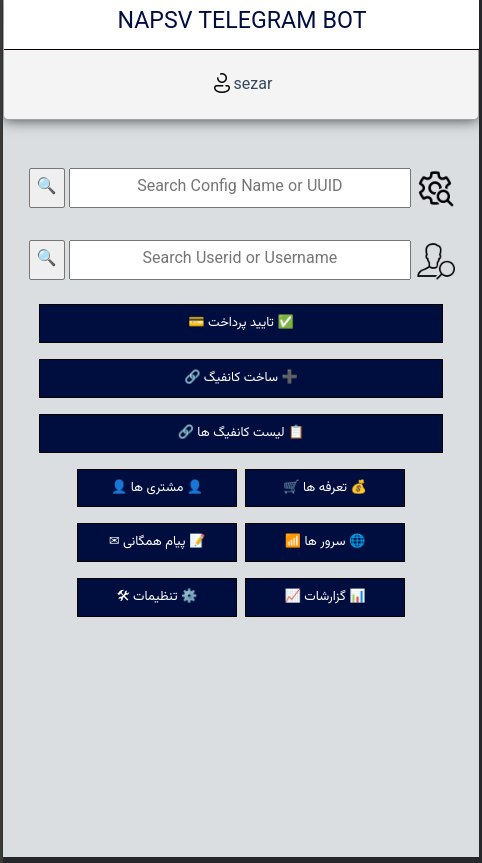 NAPSV TELEGRAM BOT
sezar
Search Config Name or UUID
Search Userid or Username
✅ تایید پرداخت 💳
➕ ساخت کانفیگ 🔗
📋 لیست کانفیگ ها 🔗
💰 تعرفه ها 🛒
👤 مشتری ها 👤
🌐 سرور ها 📶
📝 پیام همگانی ✉
📊 گزارشات 📈
⚙️ تنظیمات 🛠